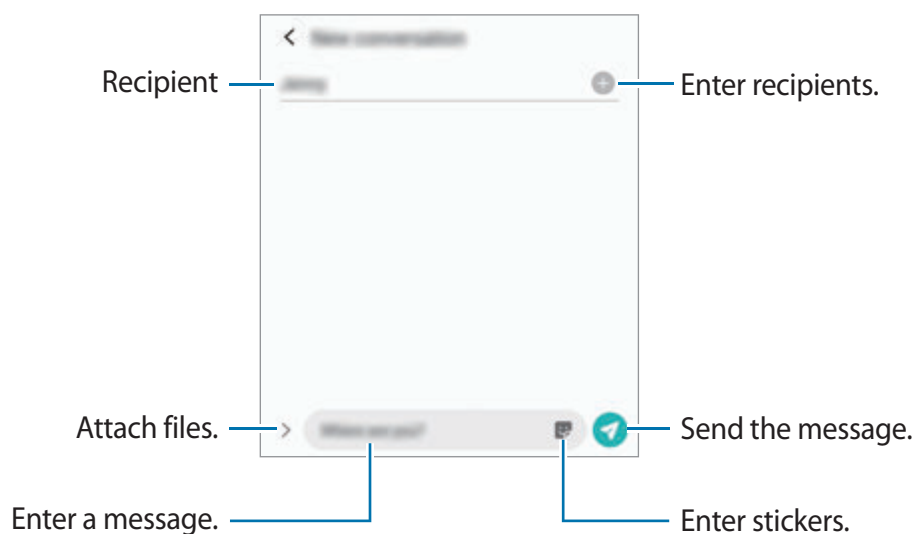 Recipient
Enter recipients.
Attach files.
Send the message.
Enter a message.
Enter stickers.